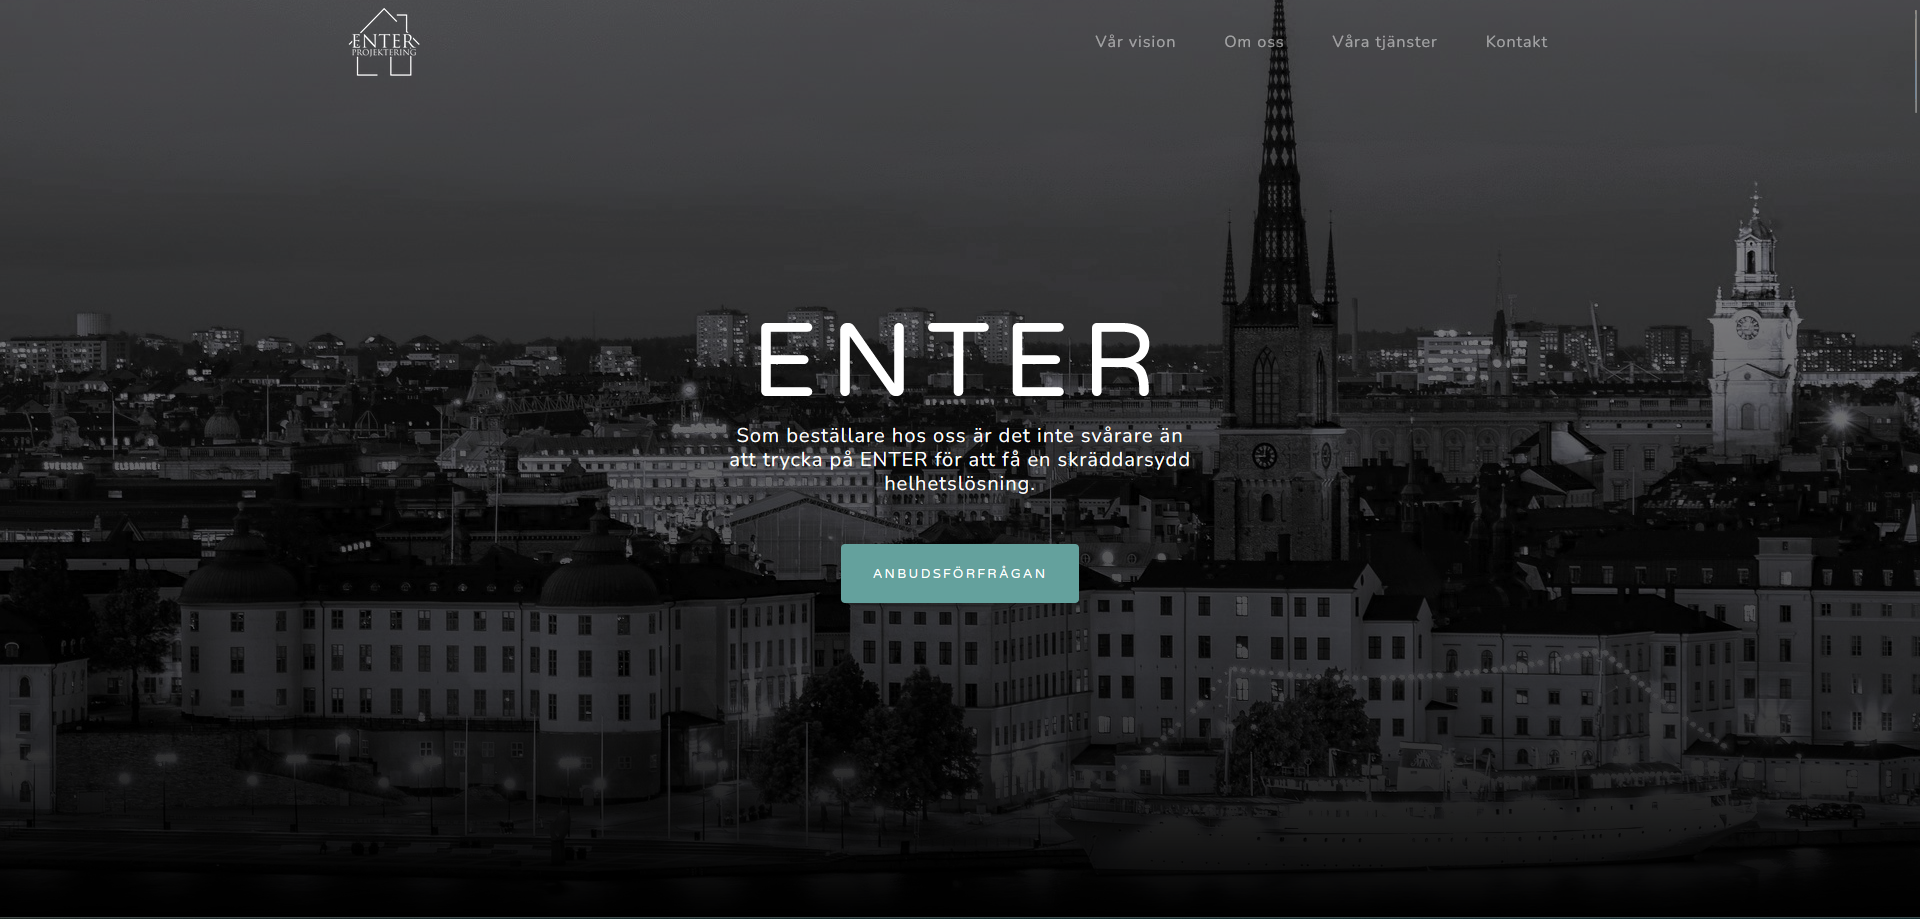 ENTER
PROJEKTERING
Vår vision
Om oss
Våra tjänster
Kontakt
ENTER
Som beställare hos oss är det inte svårare än
att trycka på ENTER för att få en skräddarsydd
helhetslösning.
ANBUDSFÖRFRÅGAN